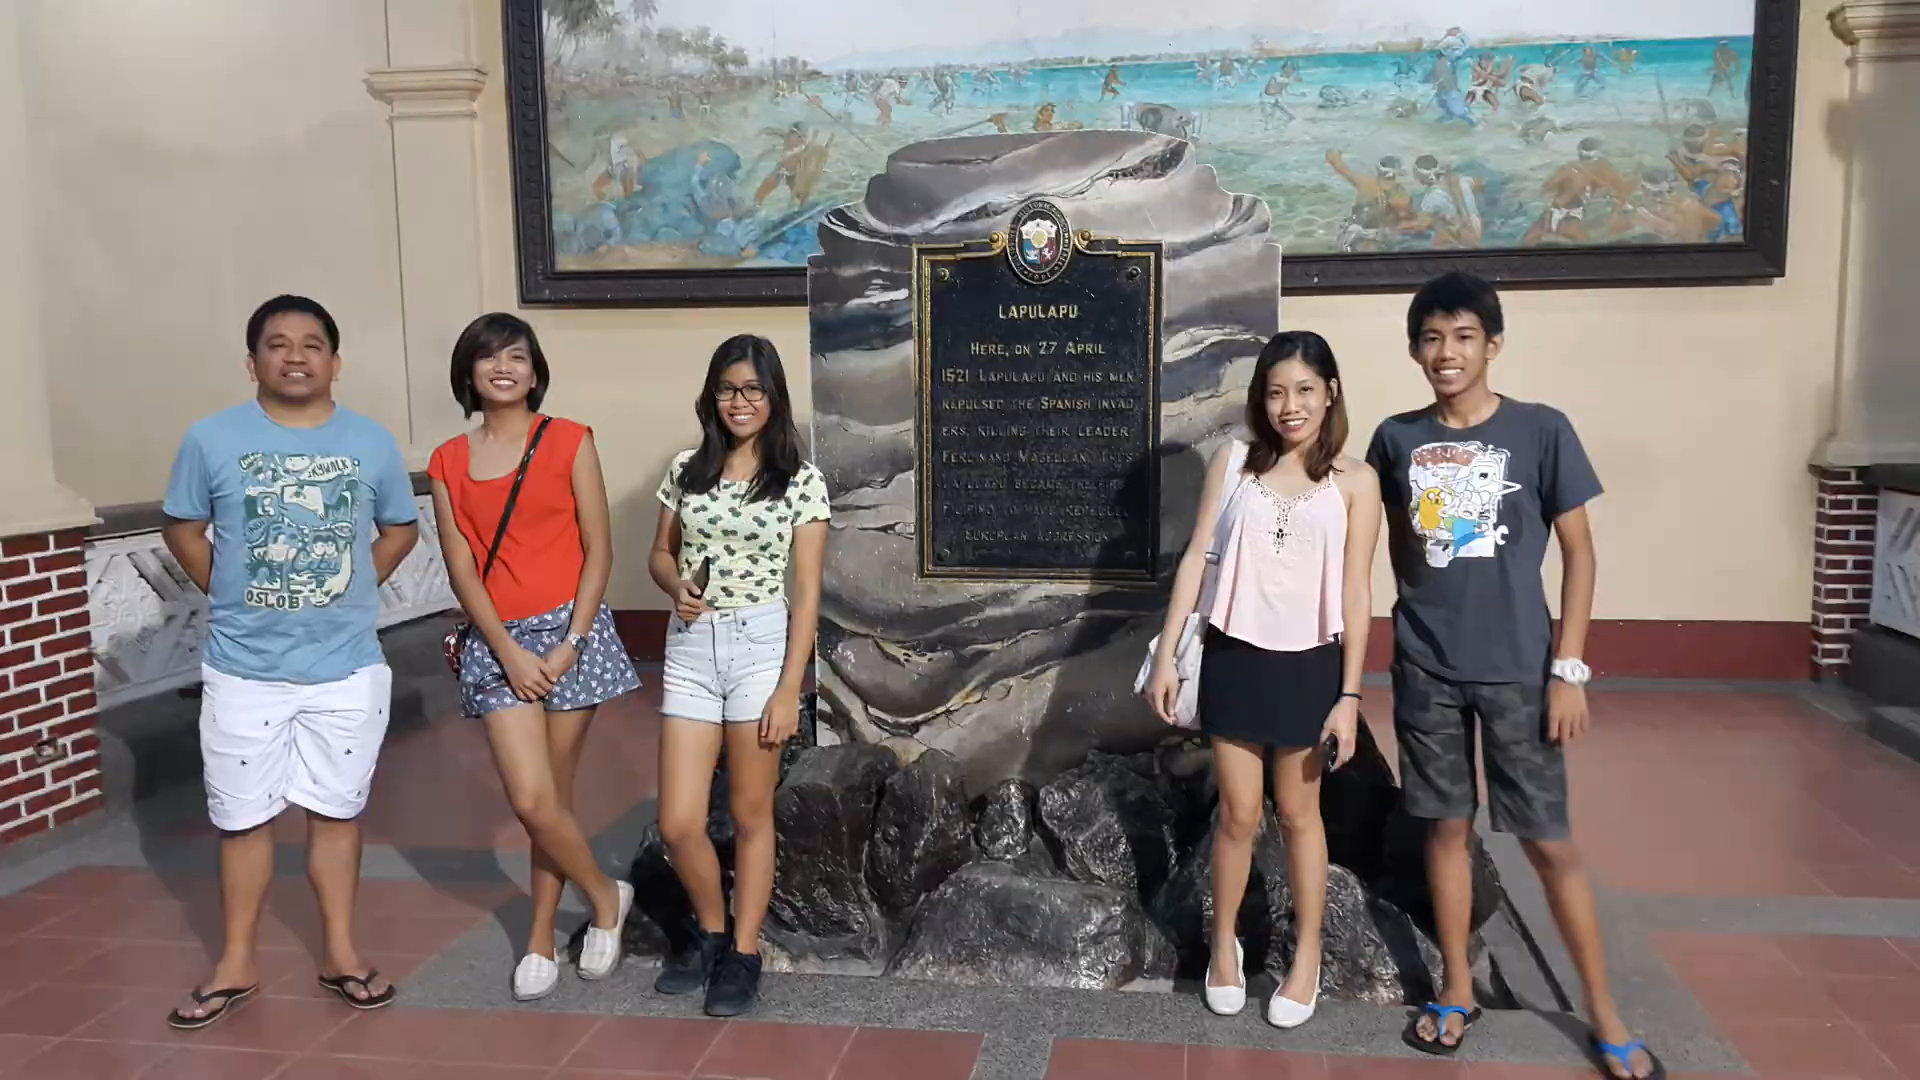 LAPULAPU
HERE, ON 27 APRIL
1521 LAPULAPU AND HIS MEN
REPULSED THE SPANISH INVAD
ERS, KILLING THEIR LEADER
FERDINAND MAGELLAN. THUS
LAPULAPU BECAME THE FIRST
FILIPINO TO HAVE REPELLED
EUROPEAN AGGRESSION
SKYWALK
OSLOB